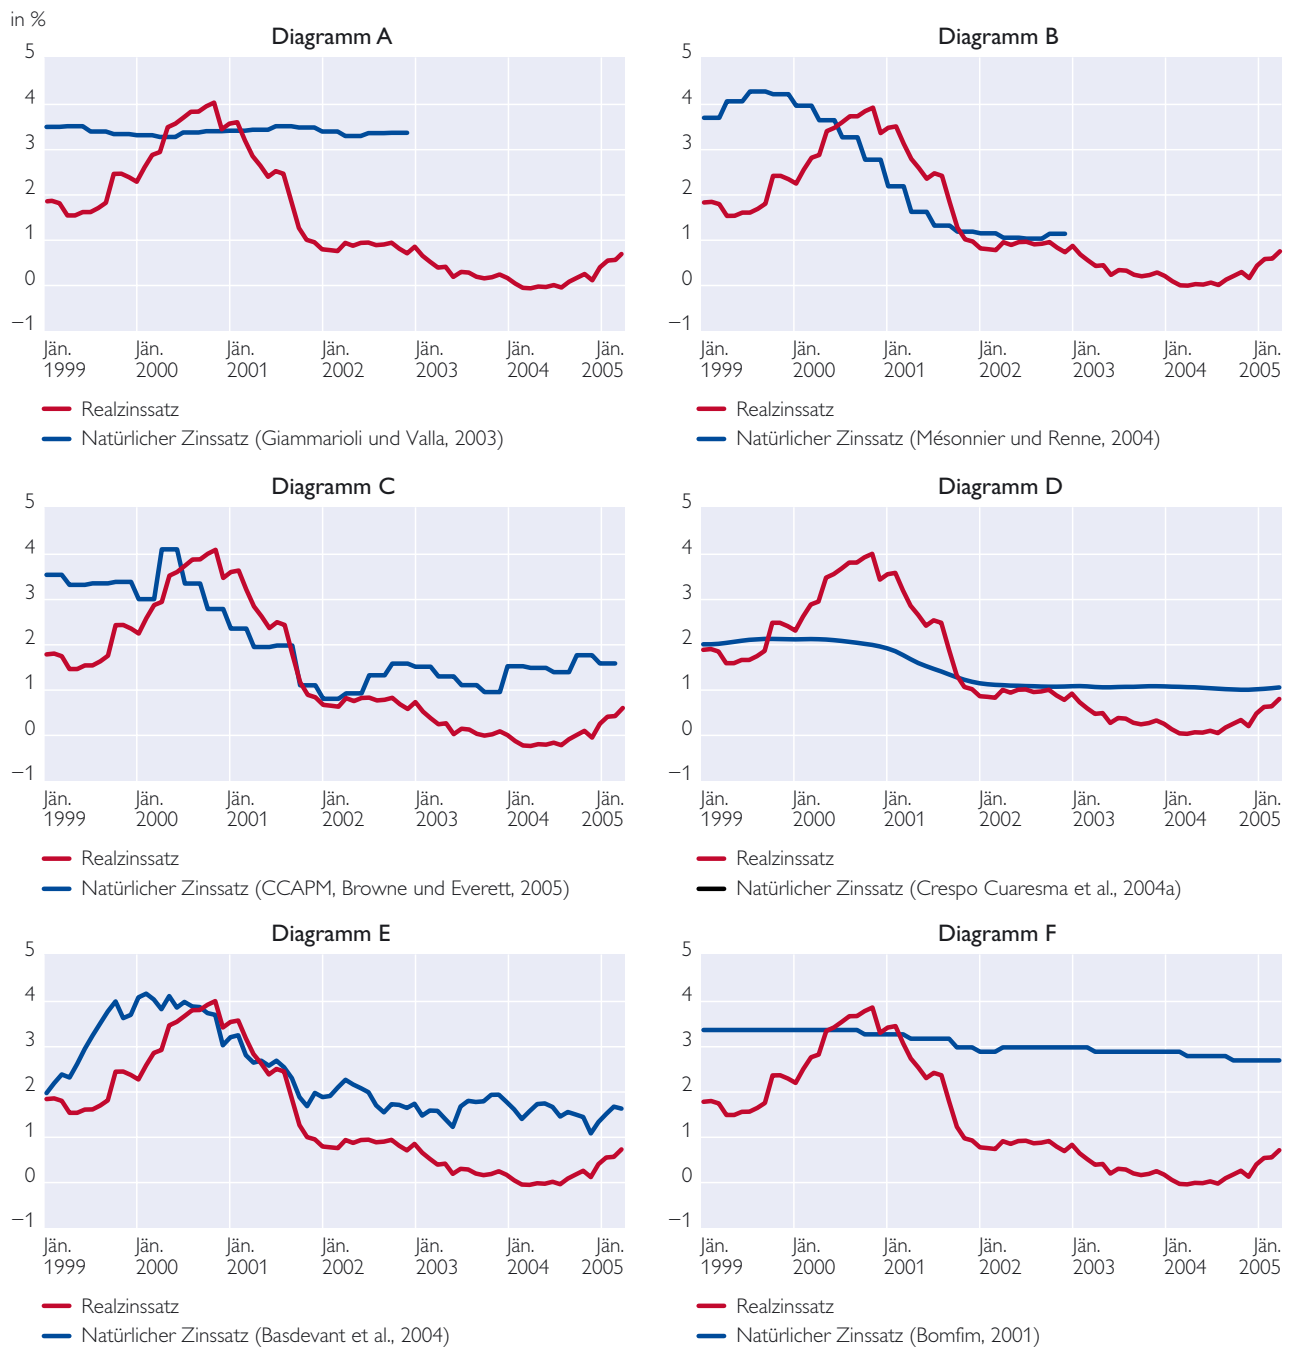 in %
Diagramm A
5
4
3
2
1
0
–1
Jän. Jän. Jän. Jän. Jän. Jän. Jän.
1999 2000 2001 2002 2003 2004 2005
Realzinssatz
Natürlicher Zinssatz (Giammarioli und Valla, 2003)
Diagramm B
5
4
3
2
1
0
–1
Jän. Jän. Jän. Jän. Jän. Jän. Jän.
1999 2000 2001 2002 2003 2004 2005
Realzinssatz
Natürlicher Zinssatz (Mésonnier und Renne, 2004)
Diagramm C
5
4
3
2
1
0
–1
Jän. Jän. Jän. Jän. Jän. Jän. Jän.
1999 2000 2001 2002 2003 2004 2005
Realzinssatz
Natürlicher Zinssatz (CCAPM, Browne und Everett, 2005)
Diagramm D
5
4
3
2
1
0
–1
Jän. Jän. Jän. Jän. Jän. Jän. Jän.
1999 2000 2001 2002 2003 2004 2005
Realzinssatz
Natürlicher Zinssatz (Crespo Cuaresma et al., 2004a)
Diagramm E
5
4
3
2
1
0
–1
Jän. Jän. Jän. Jän. Jän. Jän. Jän.
1999 2000 2001 2002 2003 2004 2005
Realzinssatz
Natürlicher Zinssatz (Basdevant et al., 2004)
Diagramm F
5
4
3
2
1
0
–1
Jän. Jän. Jän. Jän. Jän. Jän. Jän.
1999 2000 2001 2002 2003 2004 2005
Realzinssatz
Natürlicher Zinssatz (Bomfim, 2001)